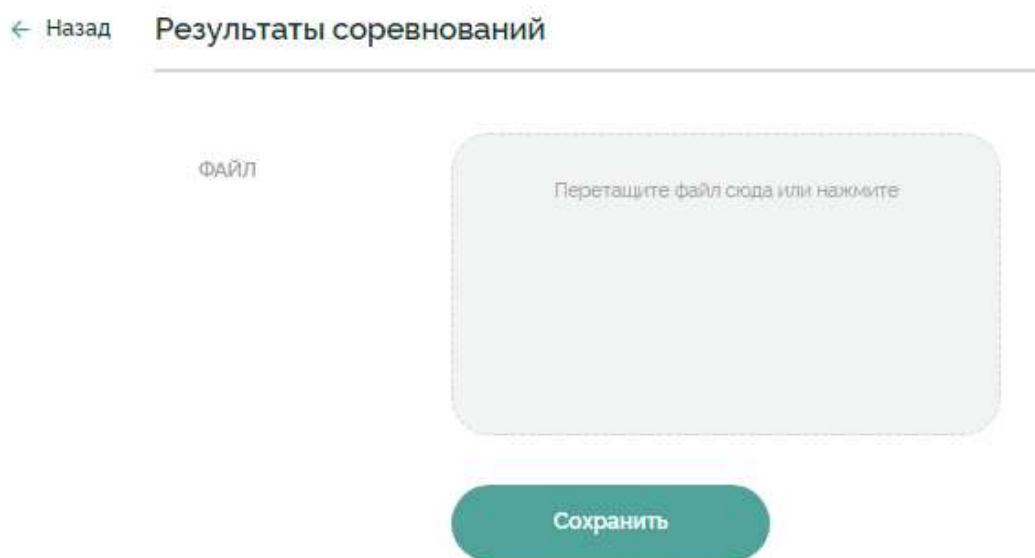 ← Назад
Результаты соревнований
ФАЙЛ
Перетащите файл сюда или нажмите
Сохранить